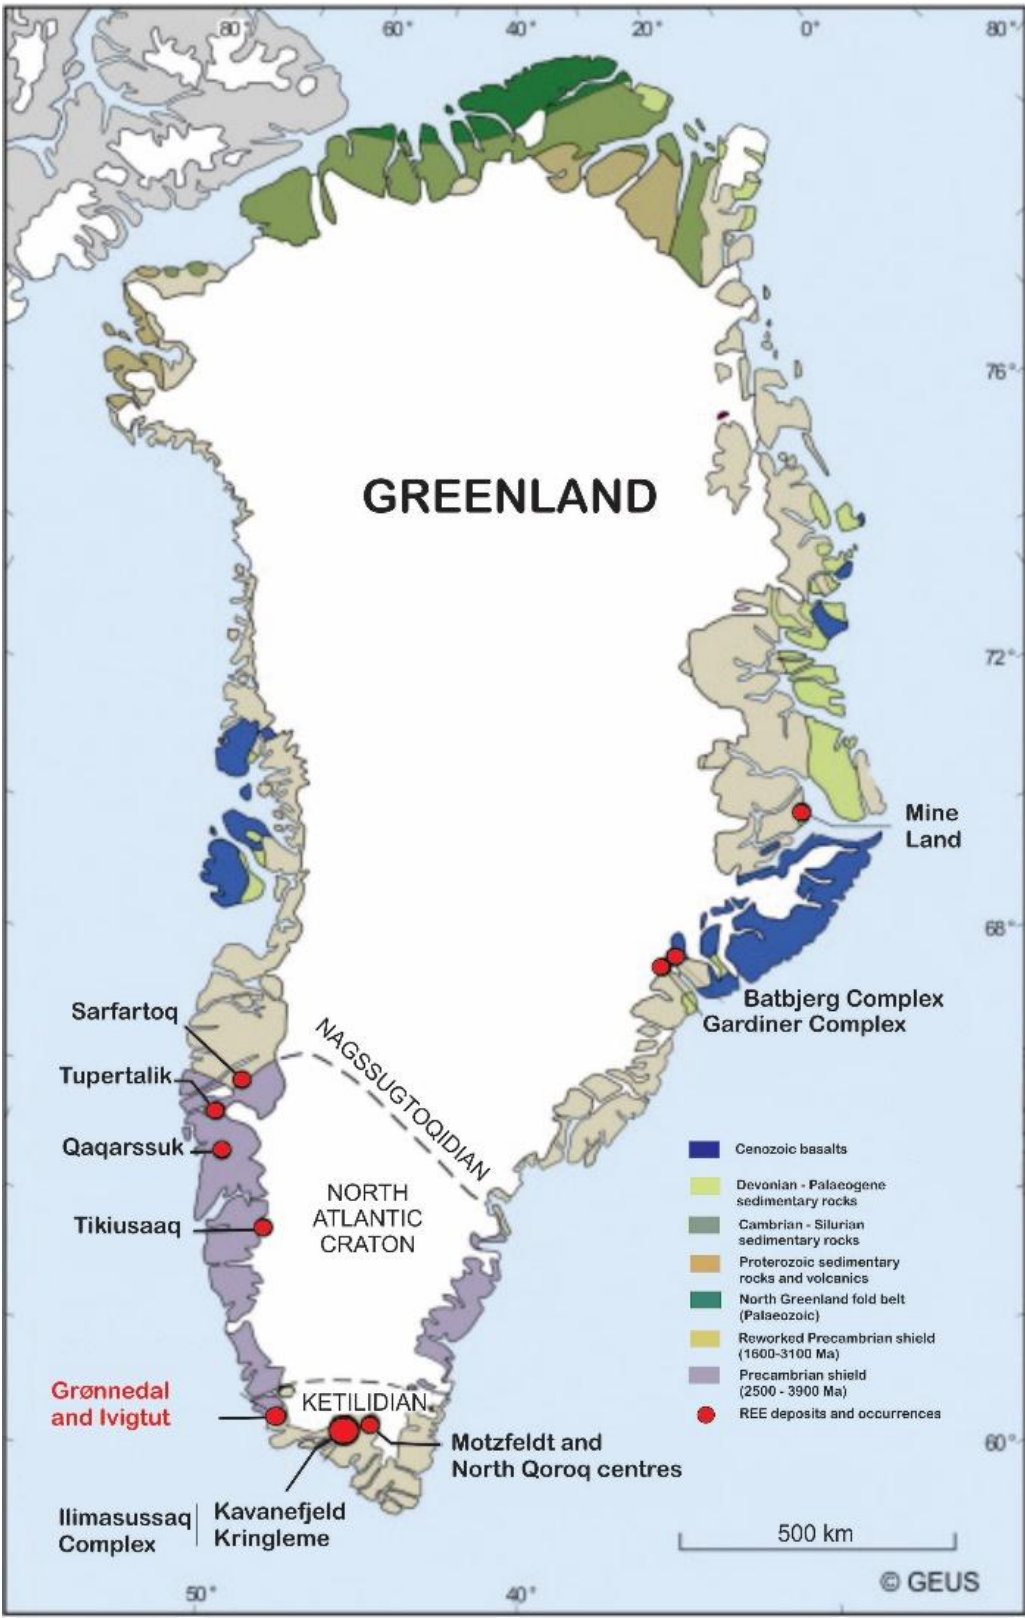 80°
60°
40°
20°
0°
80°
76°
GREENLAND
72°
Mine
Land
68°
Batbjerg Complex
Gardiner Complex
Sarfartoq
NAGSSUGTOQIDIAN
Tupertalik
Qaqarssuk
Tikiusaaq
NORTH
ATLANTIC
CRATON
Cenozoic basalts
Devonian - Palaeogene
sedimentary rocks
Cambrian - Silurian
sedimentary rocks
Proterozoic sedimentary
rocks and volcanics
North Greenland fold belt
(Palaeozoic)
Reworked Precambrian shield
(1600-3100 Ma)
Precambrian shield
(2500 - 3900 Ma)
REE deposits and occurrences
Grønnedal
and Ivigtut
KETILIDIAN
60°
Motzfeldt and
North Qoroq centres
Ilimasussaq
Complex
Kavanefjeld
Kringleme
500 km
© GEUS
50°
40°